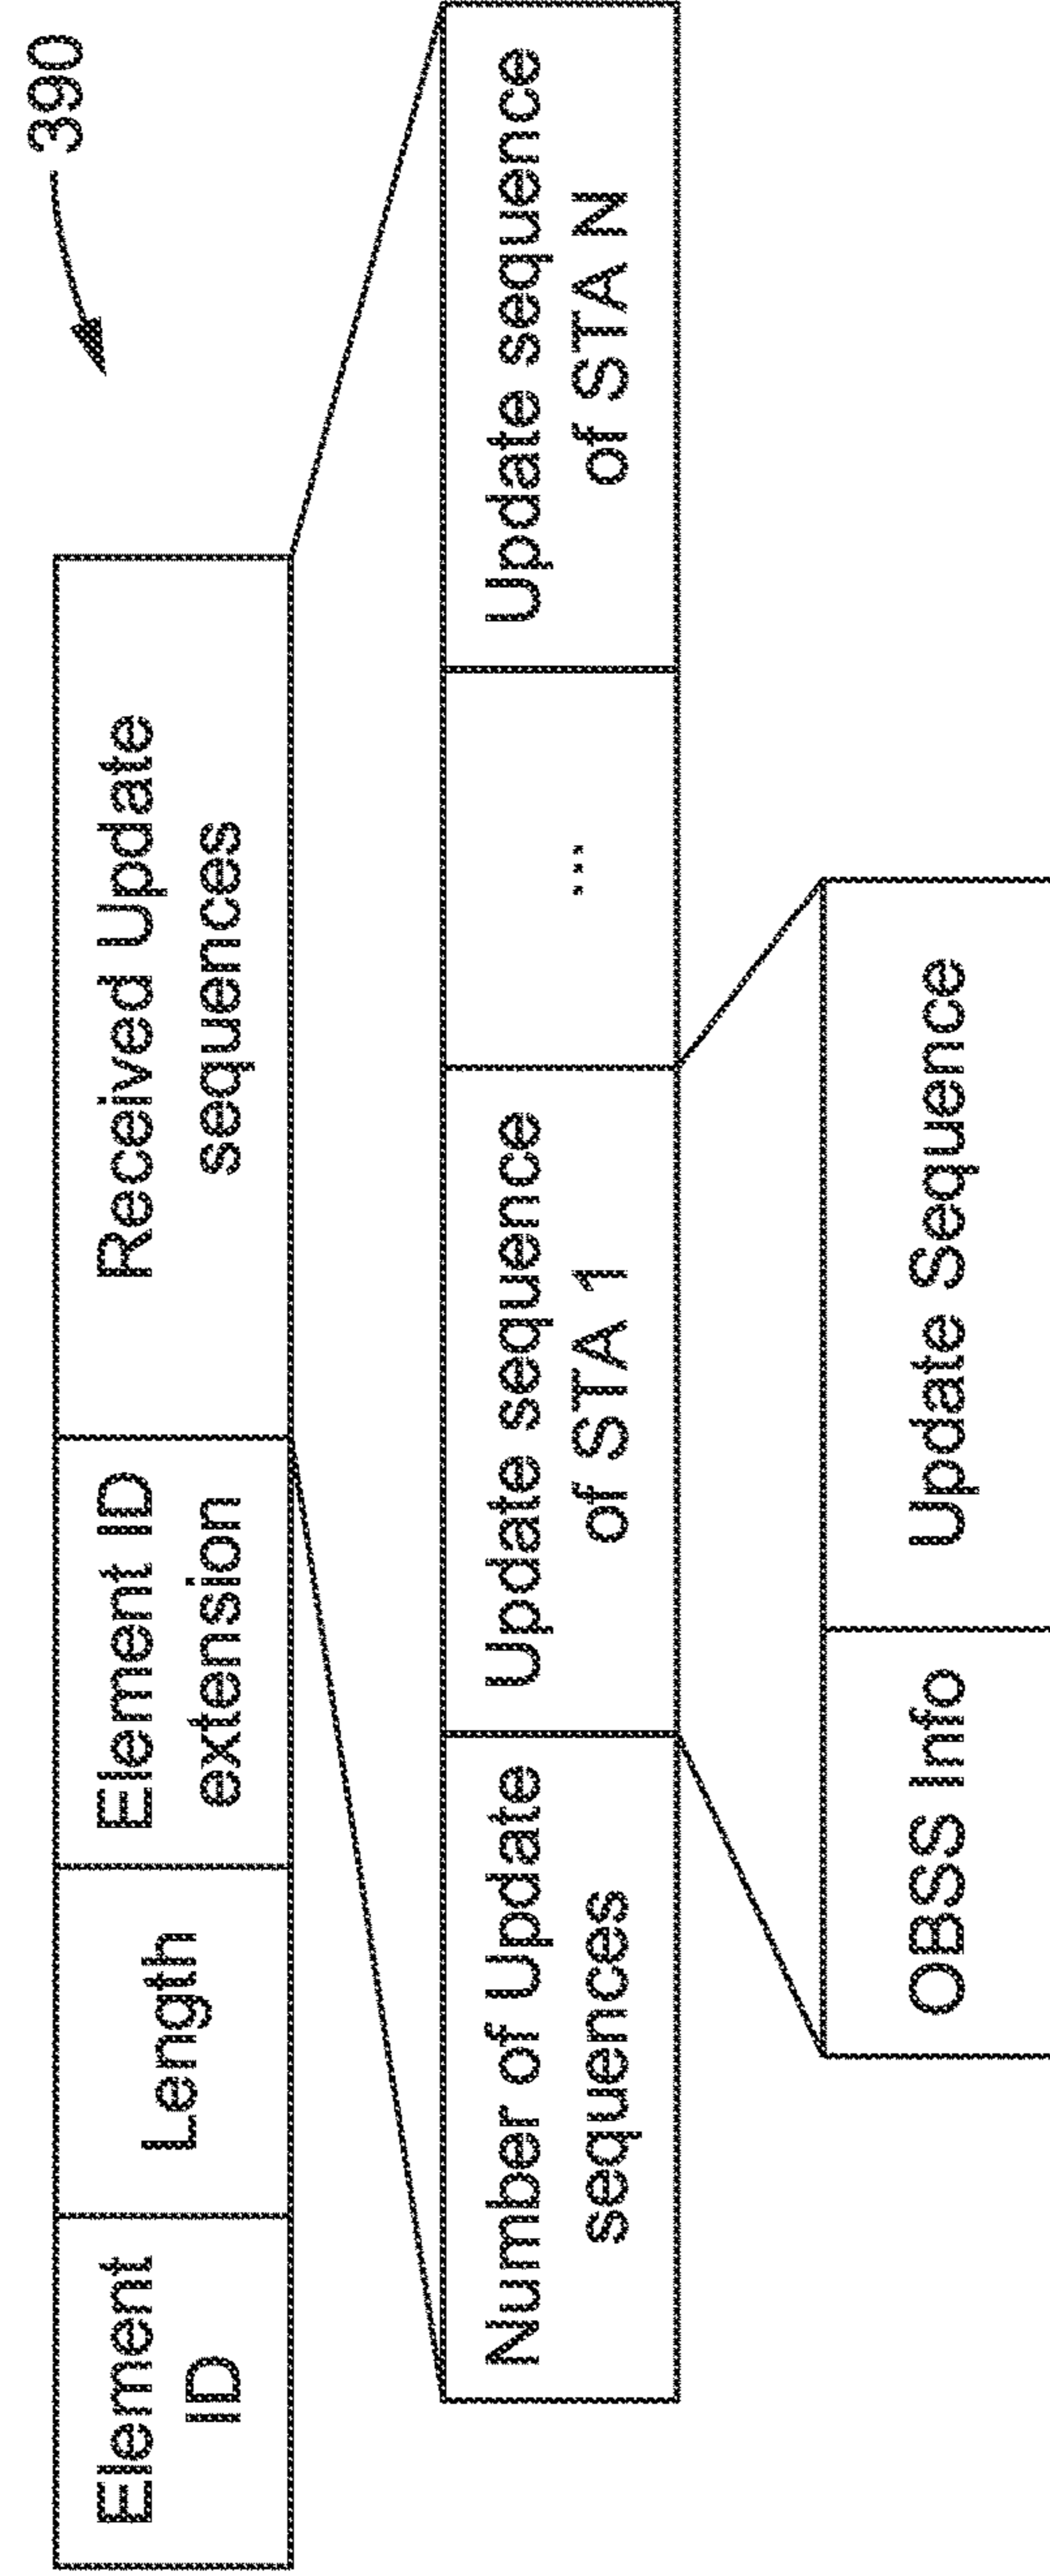 390
Element
ID
Length
Element ID
extension
Received Update
sequences
Number of Update
sequences
Update sequence
of STA 1
...
Update sequence
of STA N
OBSS Info
Update Sequence